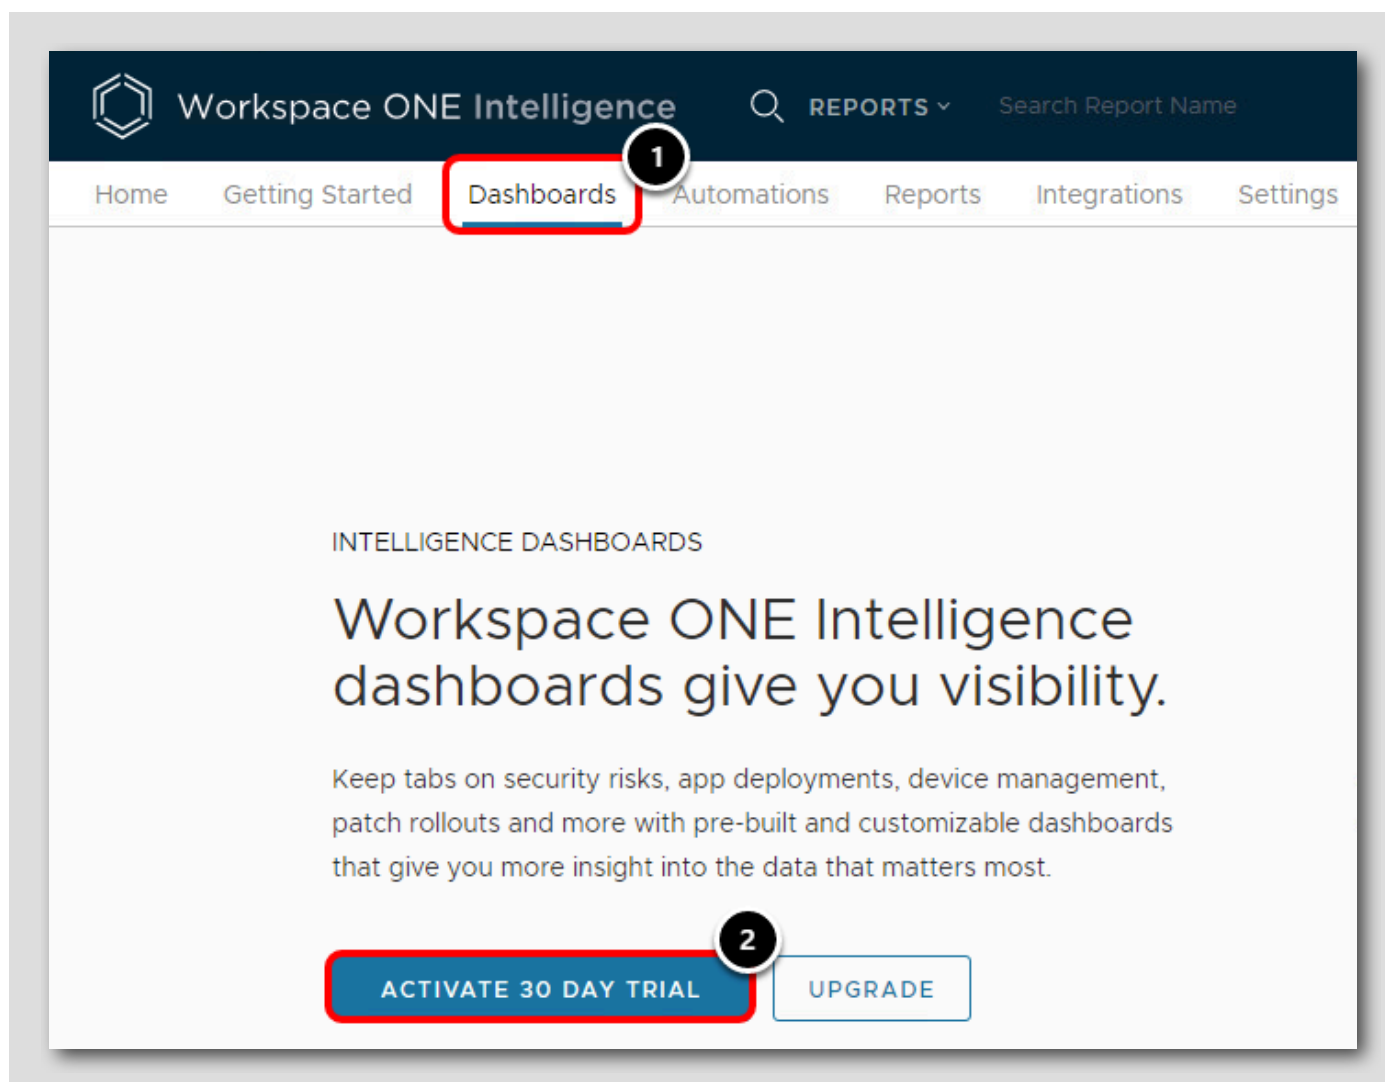 Workspace ONE Intelligence REPORTS Search Report Name
1
Home Getting Started Dashboards Automations Reports Integrations Settings
INTELLIGENCE DASHBOARDS
Workspace ONE Intelligence
dashboards give you visibility.
Keep tabs on security risks, app deployments, device management,
patch rollouts and more with pre-built and customizable dashboards
that give you more insight into the data that matters most.
2
ACTIVATE 30 DAY TRIAL UPGRADE